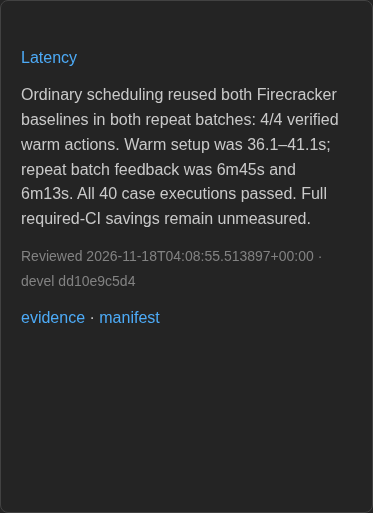 Latency
Ordinary scheduling reused both Firecracker
baselines in both repeat batches: 4/4 verified
warm actions. Warm setup was 36.1–41.1s;
repeat batch feedback was 6m45s and
6m13s. All 40 case executions passed. Full
required-CI savings remain unmeasured.
Reviewed 2026-11-18T04:08:55.513897+00:00 ·
devel dd10e9c5d4
evidence · manifest